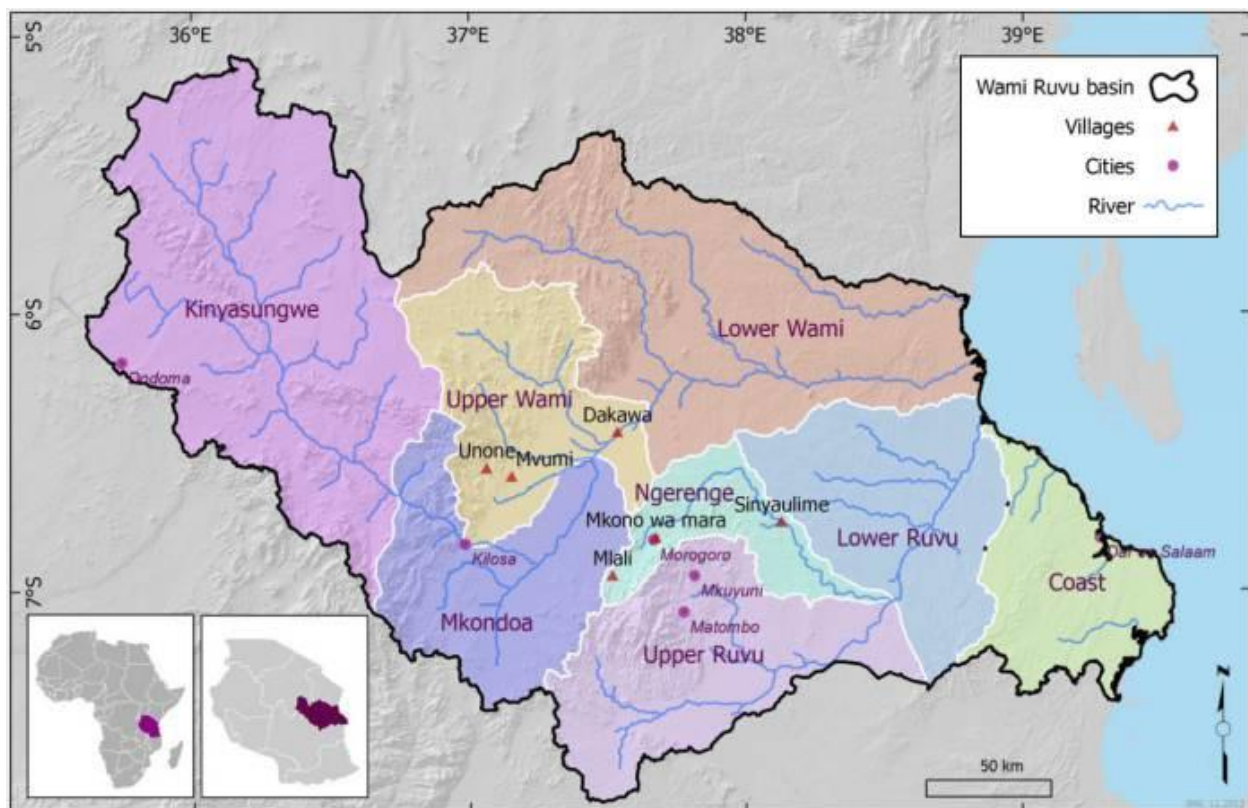 36°E
37°E
38°E
39°E
5°S
Wami Ruvu basin
Villages
Cities
River
6°S
Kinyasungwe
Lower Wami
Dodoma
Upper Wami
Dakawa
Unone
Mvumi
Ngerenge
Sinyaulime
Mkono wa mara
Lower Ruvu
Kilosa
Morogoro
Dar es Salaam
Mlali
Mkuyuni
Coast
7°S
Mkondoa
Matombo
Upper Ruvu
N
50 km